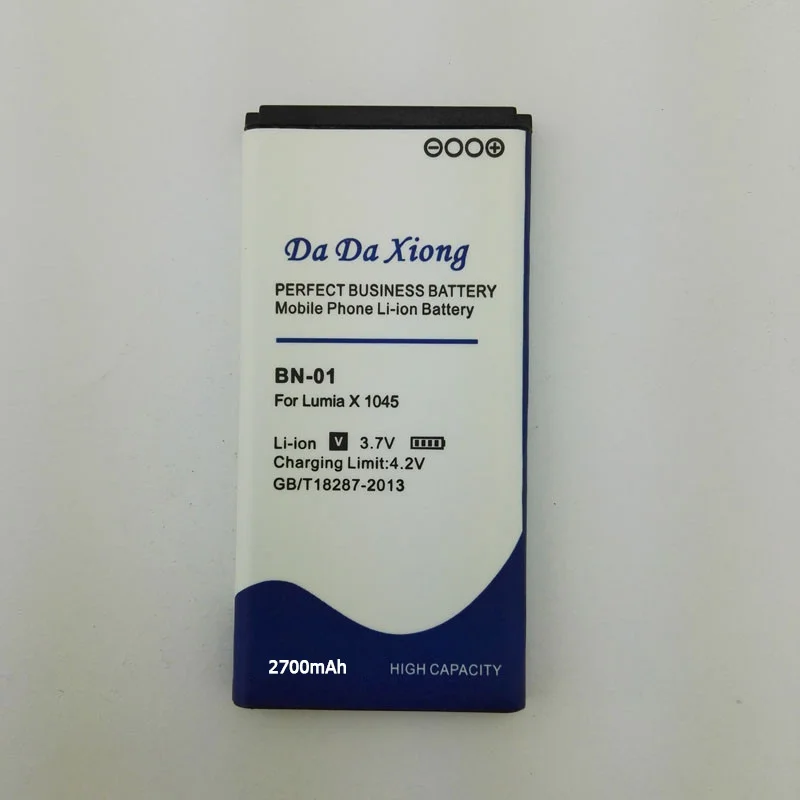 Da Da Xiong
PERFECT BUSINESS BATTERY
Mobile Phone Li-ion Battery
BN-01
For Lumia X 1045
Li-ion V 3.7V
Charging Limit:4.2V
GB/T18287-2013
2700mAh HIGH CAPACITY